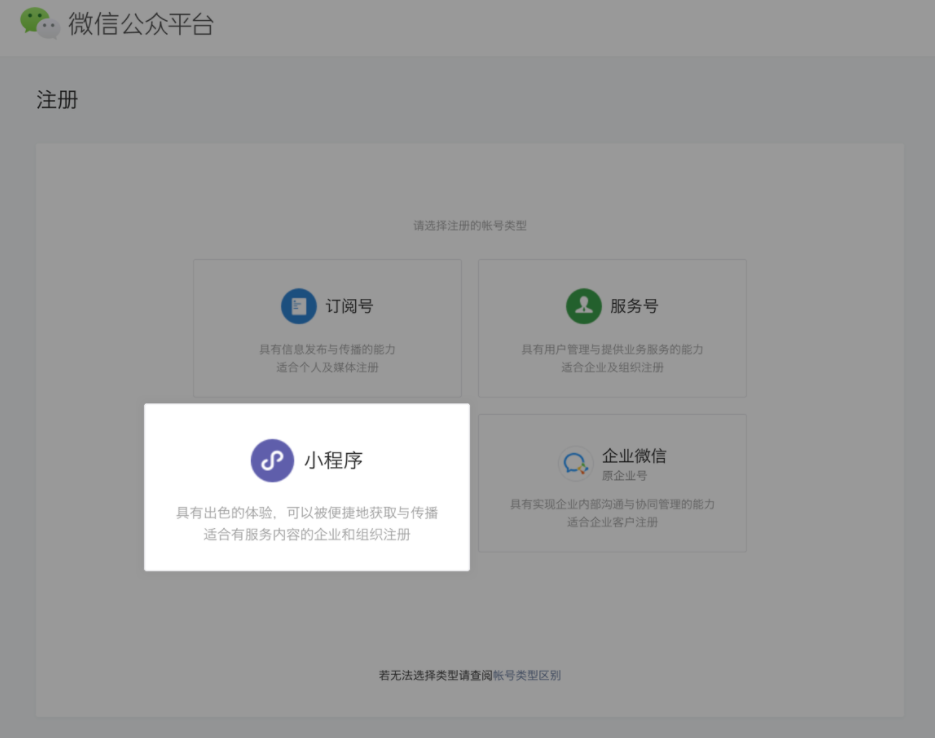 微信公众平台
注册
请选择注册的帐号类型
订阅号
具有信息发布与传播的能力
适合个人及媒体注册
服务号
具有用户管理与提供业务服务的能力
适合企业及组织注册
小程序
具有出色的体验，可以被便捷地获取与传播
适合有服务内容的企业和组织注册
企业微信
原企业号
具有实现企业内部沟通与协同管理的能力
适合企业客户注册
若无法选择类型请查阅帐号类型区别